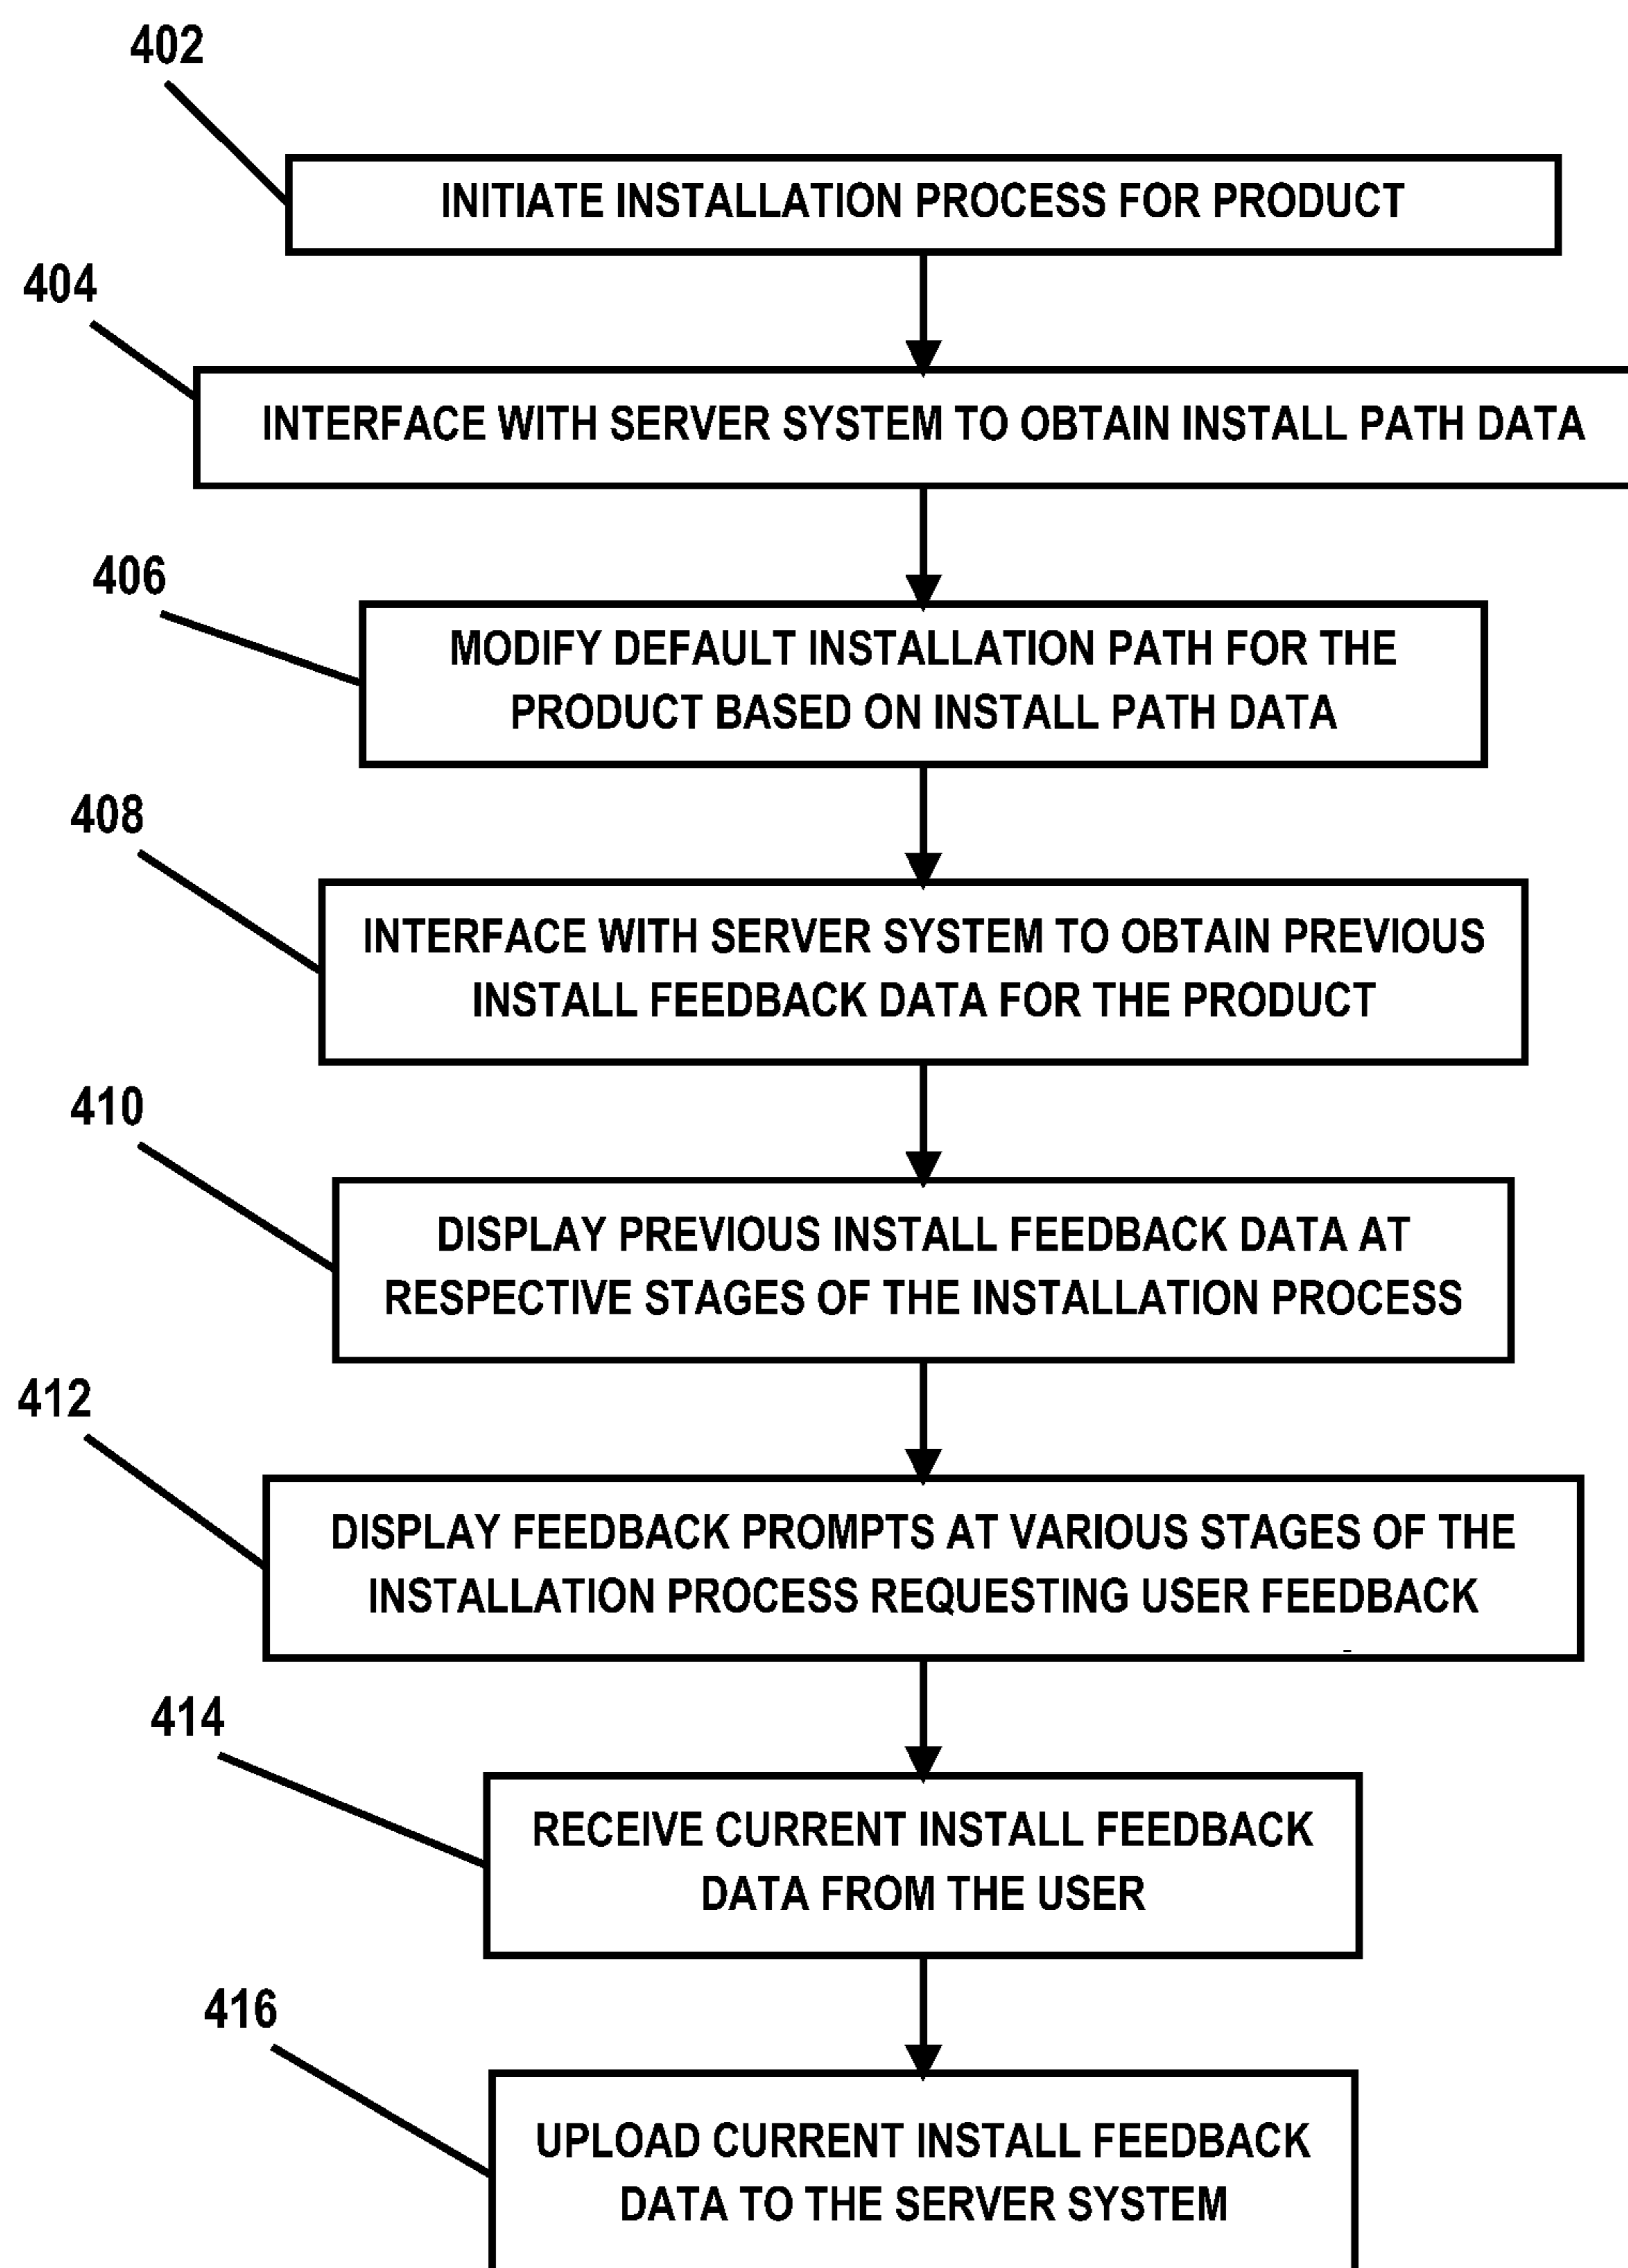 402
INITIATE INSTALLATION PROCESS FOR PRODUCT
404
INTERFACE WITH SERVER SYSTEM TO OBTAIN INSTALL PATH DATA
406
MODIFY DEFAULT INSTALLATION PATH FOR THE
PRODUCT BASED ON INSTALL PATH DATA
408
INTERFACE WITH SERVER SYSTEM TO OBTAIN PREVIOUS
INSTALL FEEDBACK DATA FOR THE PRODUCT
410
DISPLAY PREVIOUS INSTALL FEEDBACK DATA AT
RESPECTIVE STAGES OF THE INSTALLATION PROCESS
412
DISPLAY FEEDBACK PROMPTS AT VARIOUS STAGES OF THE
INSTALLATION PROCESS REQUESTING USER FEEDBACK
414
RECEIVE CURRENT INSTALL FEEDBACK
DATA FROM THE USER
416
UPLOAD CURRENT INSTALL FEEDBACK
DATA TO THE SERVER SYSTEM